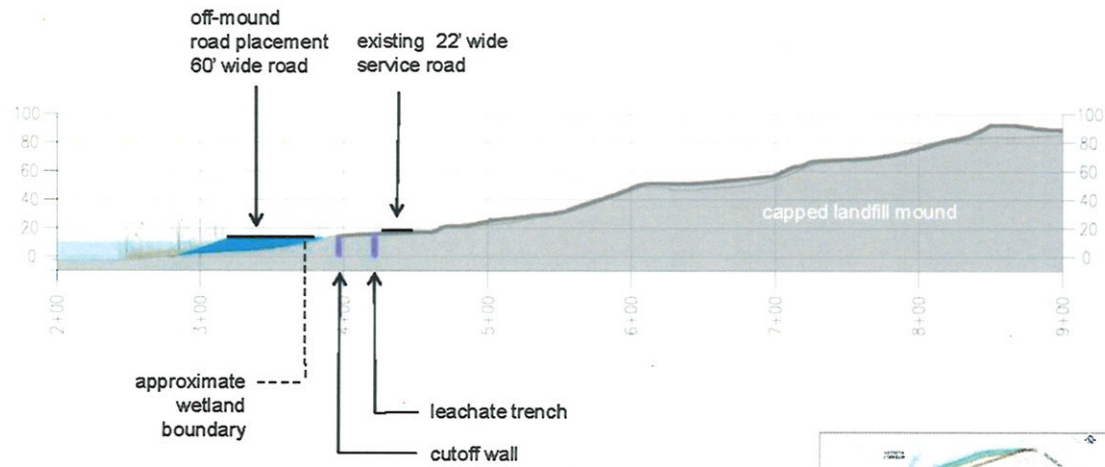 off-mound
road placement
60' wide road
existing 22' wide
service road
100
80
60
40
20
0
100
80
60
40
20
0
capped landfill mound
2+00
3+00
4+00
5+00
6+00
7+00
8+00
9+00
approximate
wetland
boundary
leachate trench
cutoff wall